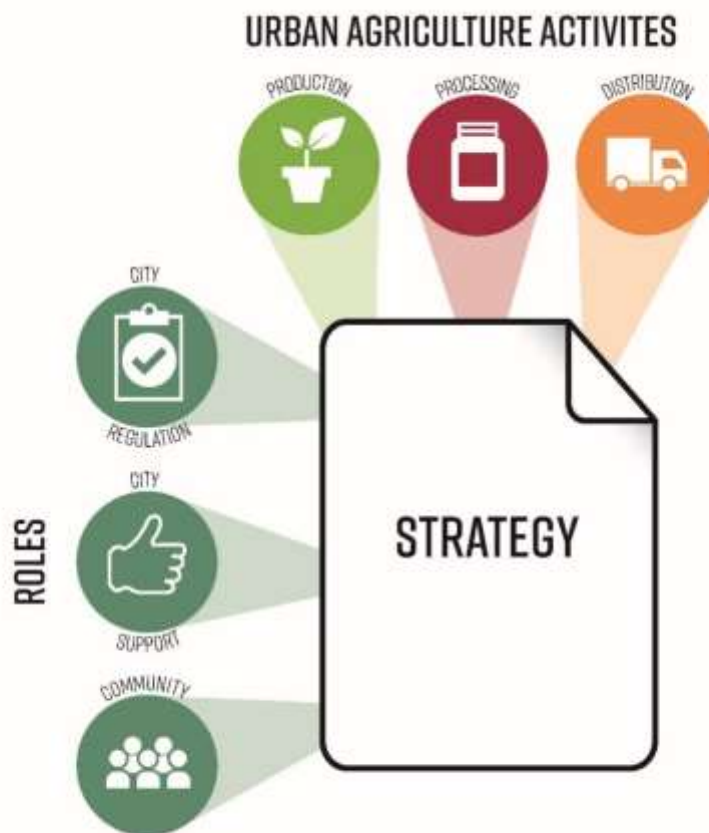 URBAN AGRICULTURE ACTIVITES
PRODUCTION
PROCESSING
DISTRIBUTION
CITY
REGULATION
CITY
SUPPORT
COMMUNITY
ROLES
STRATEGY